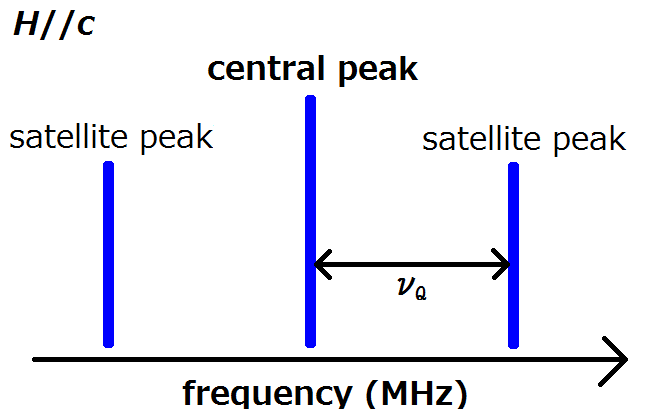 H//c
central peak
satellite peak
satellite peak
νQ
frequency (MHz)